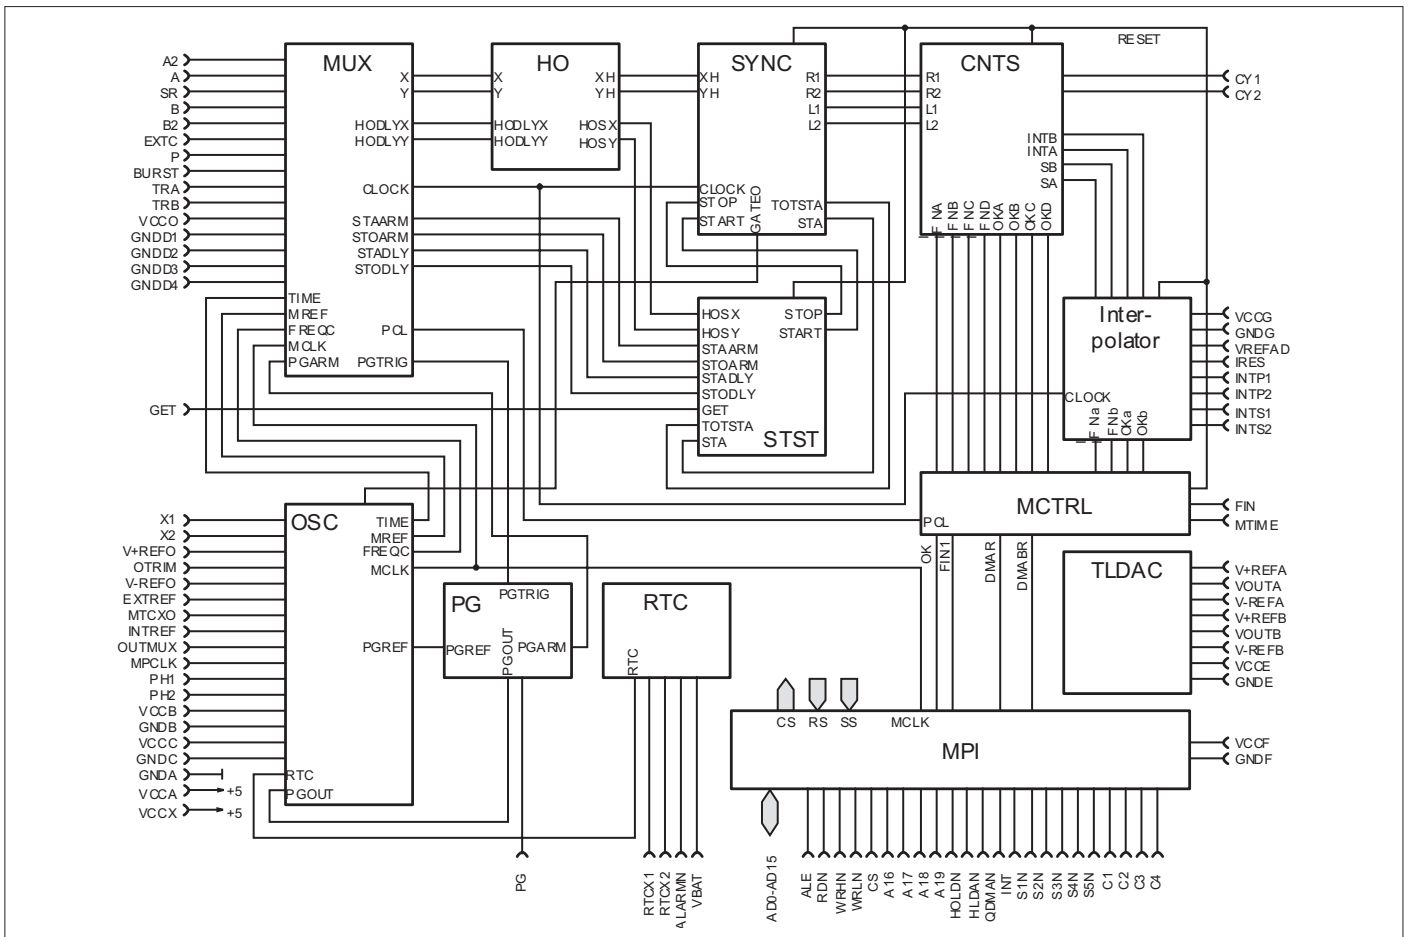 RESET
MUX
HO
SYNC
CNTS
A2
A
SR
B
B2
EXTC
P
BURST
TRA
TRB
VCCO
GNDD1
GNDD2
GNDD3
GNDD4
GET
X
Y
HODLYX
HODLYY
CLOCK
STAARM
STOARM
STADLY
STODLY
PCL
PGTRIG
TIME
MREF
FREQC
MCLK
PGARM
X
Y
HODLYX
HODLYY
XH
YH
HOSX
HOSY
XH
YH
CLOCK
STOP
START
GATEO
R1
R2
L1
L2
TOTSTA
STA
R1
R2
L1
L2
INTB
INTA
SB
SA
FNA
FNB
FNC
FND
OKA
OKB
OKC
OKD
CY1
CY2
HOSX
HOSY
STAARM
STOARM
STADLY
STODLY
GET
TOTSTA
STA
STOP
START
STST
Inter-
polator
CLOCK
FNa
FNb
OKa
OKb
VCCG
GNDG
VREFAD
IRES
INTP1
INTP2
INTS1
INTS2
MCTRL
PCL
FIN
MTIME
OK
FIN1
DMAR
DMABR
OSC
X1
X2
V+REFO
OTRIM
V-REFO
EXTREF
MTCXO
INTREF
OUTMUX
MPCLK
PH1
PH2
VCCB
GNDB
VCCC
GNDC
GNDA
VCCA
+5
VCCX
+5
TIME
MREF
FREQC
MCLK
PGREF
RTC
PGOUT
PG
PGTRIG
PGREF
PGOUT
PGARM
RTC
RTC
TLDAC
V+REFA
VOUTA
V-REFA
V+REFB
VOUTB
V-REFB
VCCE
GNDE
CS
RS
SS
MCLK
MPI
VCCF
GNDF
PG
RTCX1
RTCX2
ALARMN
VBAT
AD0-AD15
ALE
RDN
WRHN
WRLN
CS
A16
A17
A18
A19
HOLDN
HLDAN
QDMAN
INT
S1N
S2N
S3N
S4N
S5N
C1
C2
C3
C4